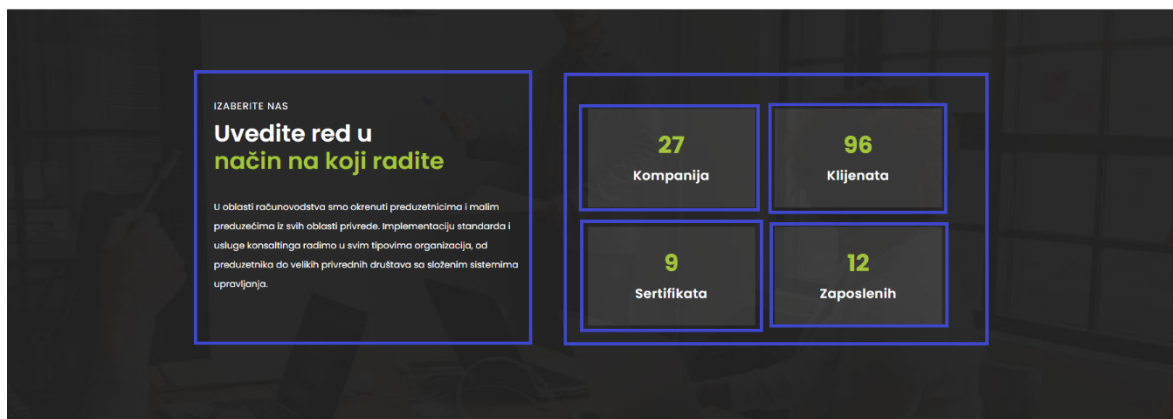 IZABERITE NAS
Uvedite red u
način na koji radite
U oblasti računovodstva smo okrenuti preduzetnicima i malim
preduzećima iz svih oblasti privrede. Implementaciju standarda i
usluge konsaltinga radimo u svim tipovima organizacija, od
preduzetnika do velikih privrednih društava sa složenim sistemima
upravljanja.
27
Kompanija
96
Klijenata
9
Sertifikata
12
Zaposlenih